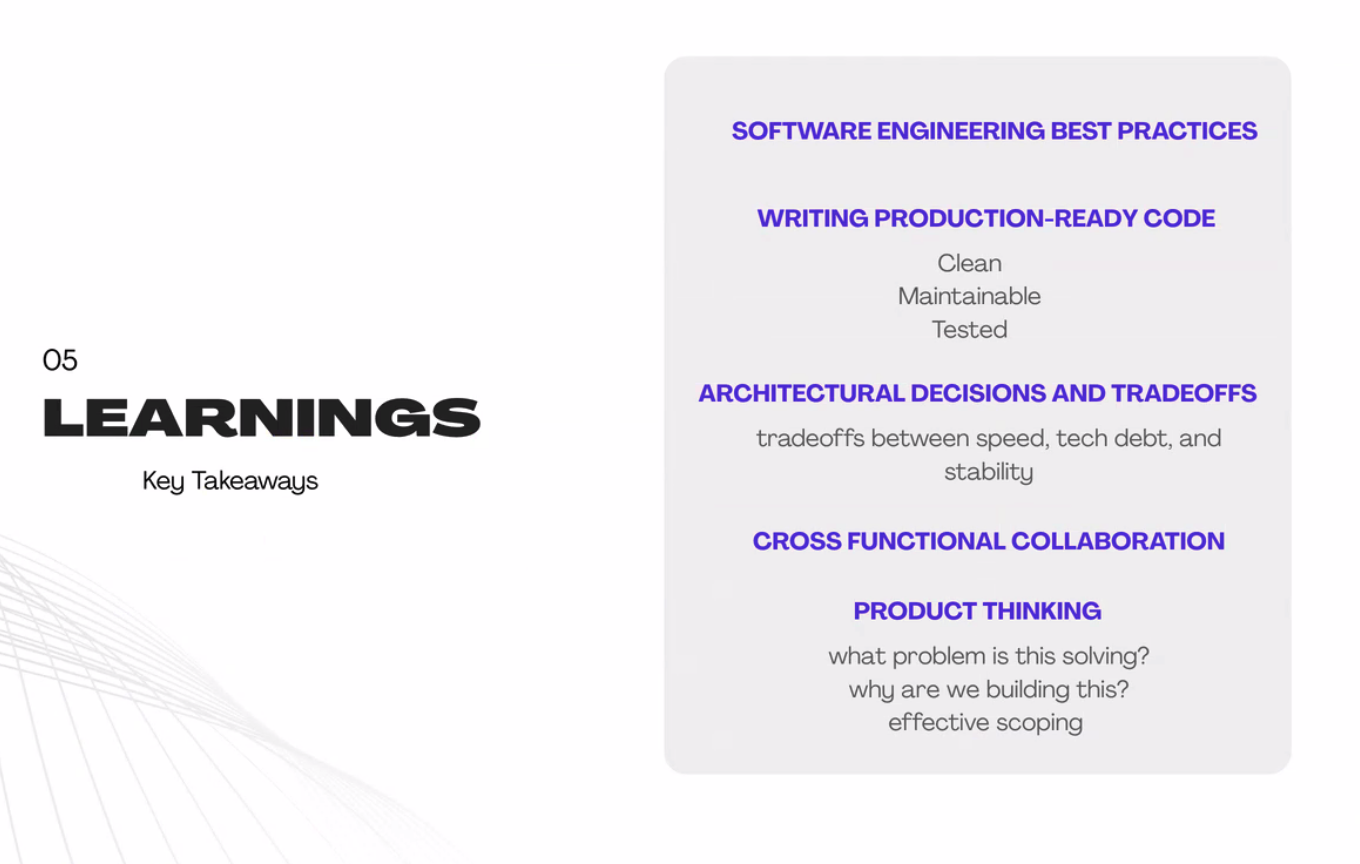 05
LEARNINGS
Key Takeaways
SOFTWARE ENGINEERING BEST PRACTICES
WRITING PRODUCTION-READY CODE
Clean
Maintainable
Tested
ARCHITECTURAL DECISIONS AND TRADEOFFS
tradeoffs between speed, tech debt, and
stability
CROSS FUNCTIONAL COLLABORATION
PRODUCT THINKING
what problem is this solving?
why are we building this?
effective scoping